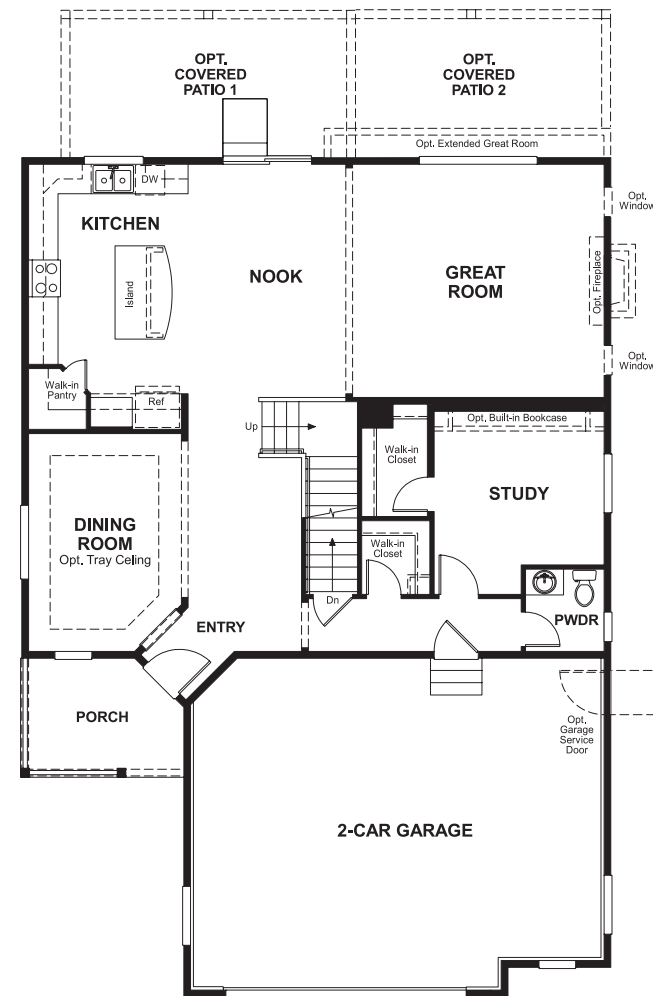 OPT.
COVERED
PATIO 1
OPT.
COVERED
PATIO 2
Opt. Extended Great Room
DW
Opt.
Window
KITCHEN
NOOK
GREAT
ROOM
Island
Opt. Fireplace
Opt.
Window
Walk-in
Pantry
Ref
Up
Opt, Built-in Bookcase
Walk-in
Closet
STUDY
DINING
ROOM
Opt. Tray Celing
Walk-in
Closet
Dn
ENTRY
PWDR
PORCH
Opt.
Garage
Service
Door
2-CAR GARAGE